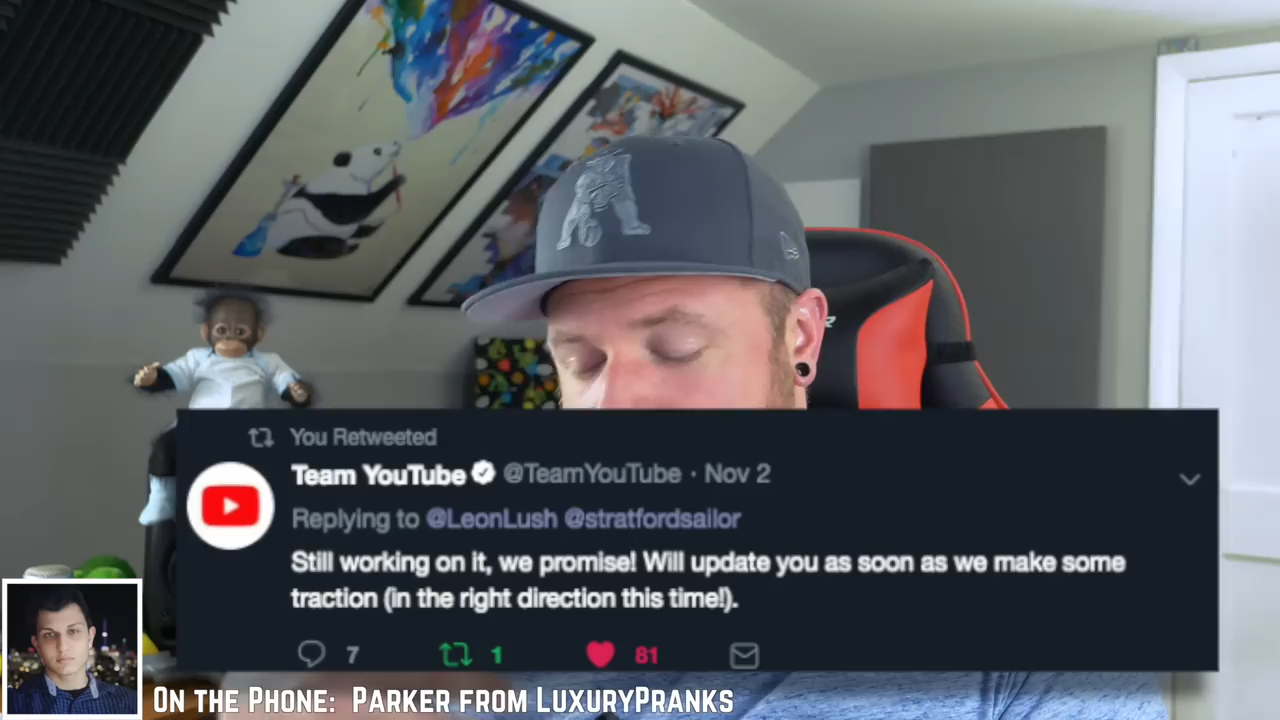 You Retweeted
Team YouTube @TeamYouTube · Nov 2
Replying to @LeonLush @stratfordsailor
Still working on it, we promise! Will update you as soon as we make some
traction (in the right direction this time!).
7 1 81
On the Phone: Parker from LuxuryPranks